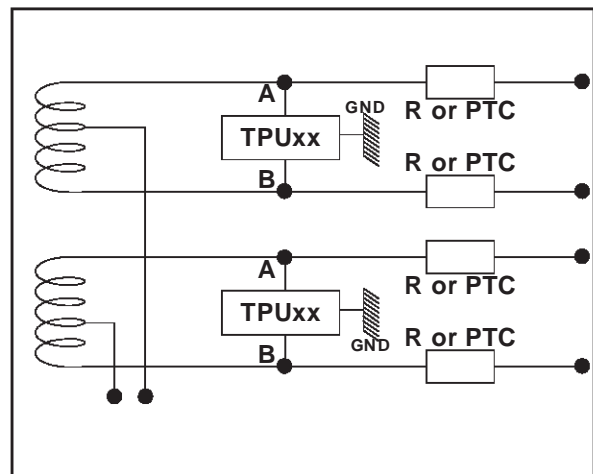 A
GND
R or PTC
TPUxx
B
R or PTC
A
R or PTC
TPUxx
GND
B
R or PTC